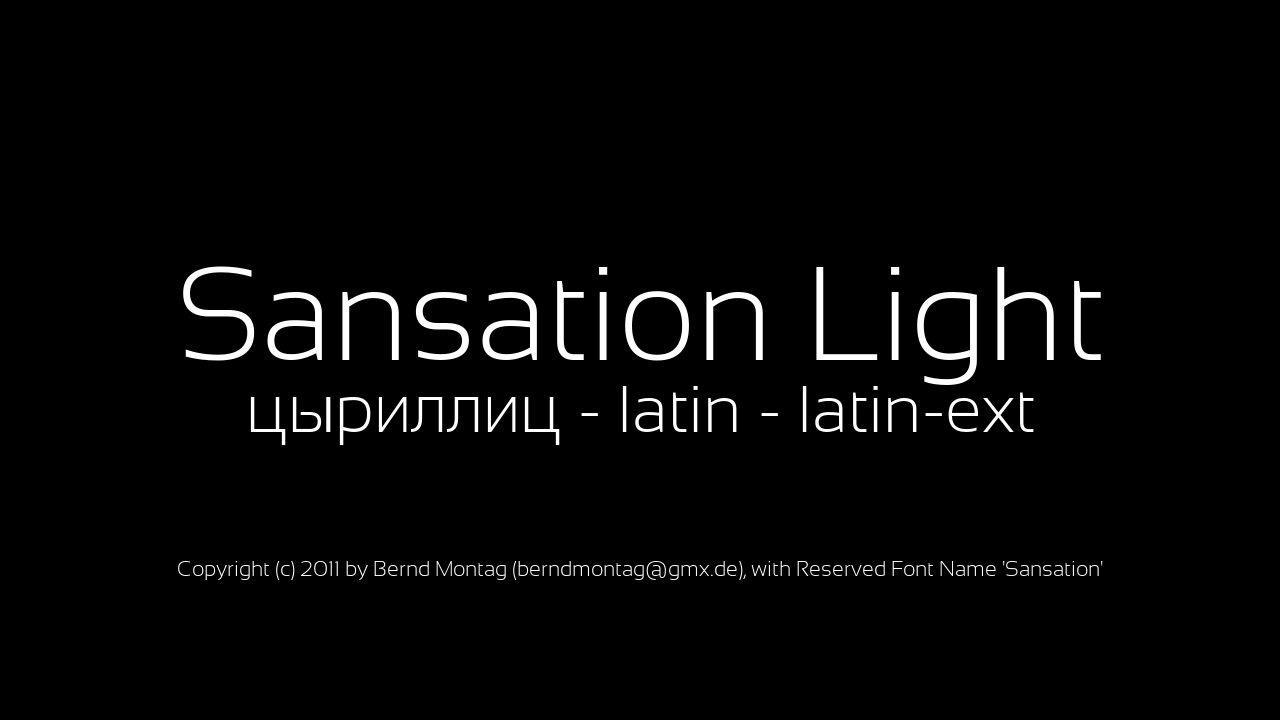 Sansation Light
цыриллиц - latin - latin-ext
Copyright (c) 2011 by Bernd Montag (berndmontag@gmx.de), with Reserved Font Name 'Sansation'